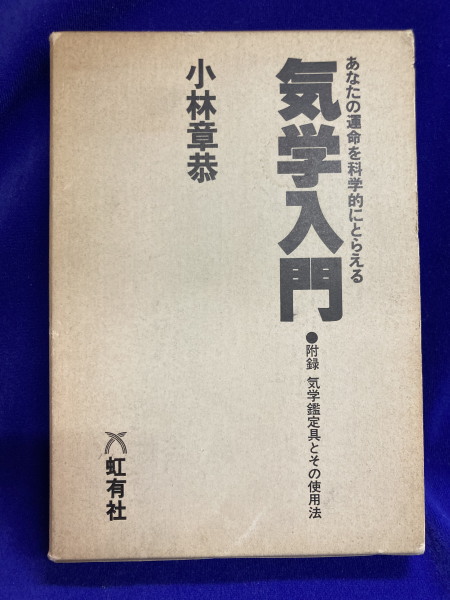 あなたの運命を科学的にとらえる
気学入門
●附録 気学鑑定具とその使用法
小林章恭
虹有社